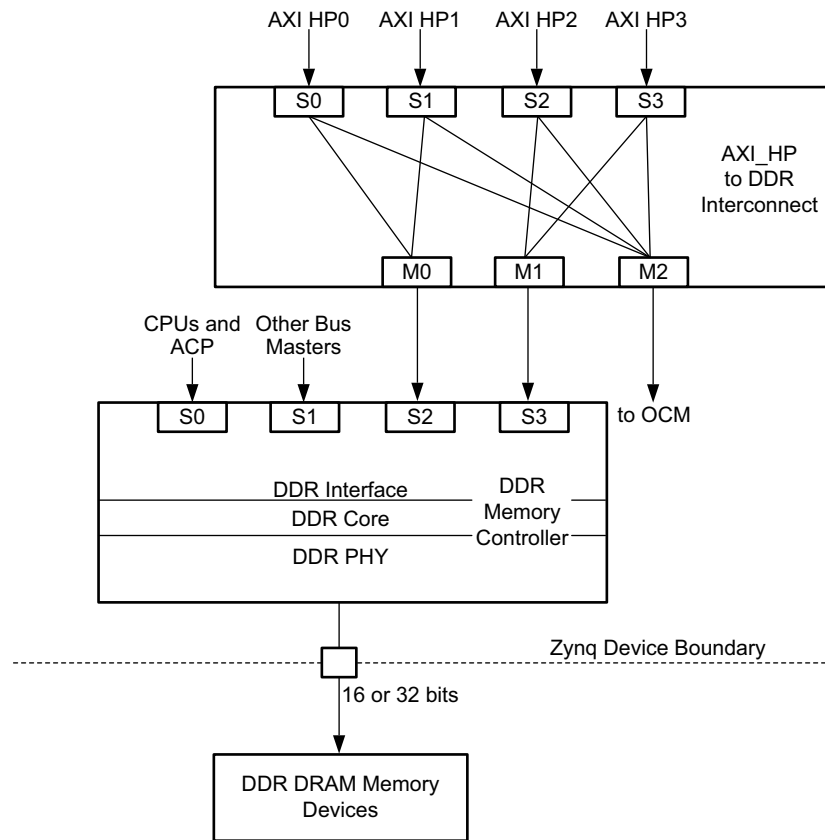 AXI HP0 AXI HP1 AXI HP2 AXI HP3
S0 S1 S2 S3
AXI_HP
to DDR
Interconnect
M0 M1 M2
CPUs and
ACP
Other Bus
Masters
S0 S1 S2 S3
to OCM
DDR Interface
DDR Core
DDR PHY
DDR
Memory
Controller
Zynq Device Boundary
16 or 32 bits
DDR DRAM Memory
Devices